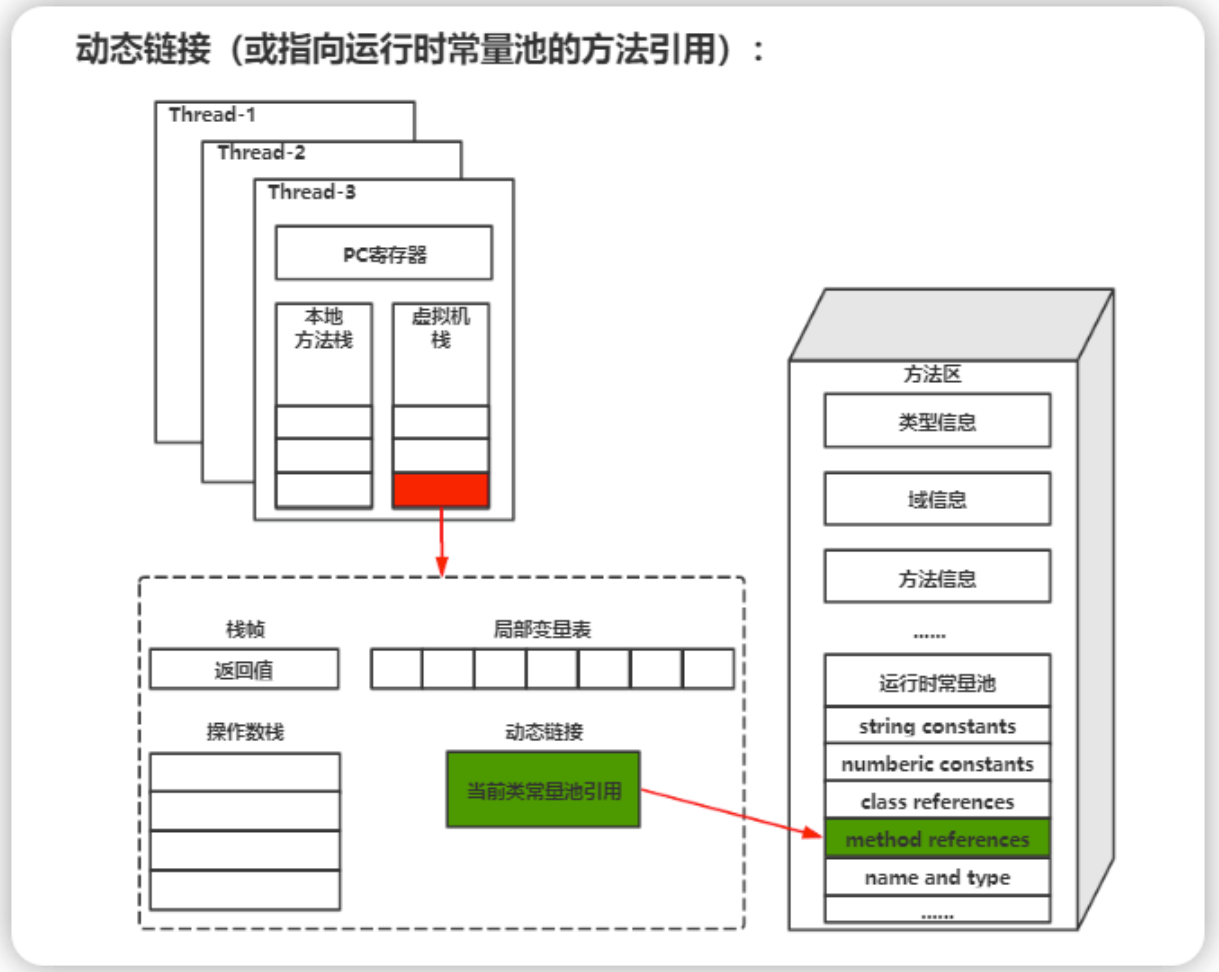 动态链接（或指向运行时常量池的方法引用）：
Thread-1
Thread-2
Thread-3
PC寄存器
本地
方法栈
虚拟机
栈
栈帧
返回值
局部变量表
操作数栈
动态链接
当前类常量池引用
方法区
类型信息
域信息
方法信息
......
运行时常量池
string constants
numberic constants
class references
method references
name and type
......